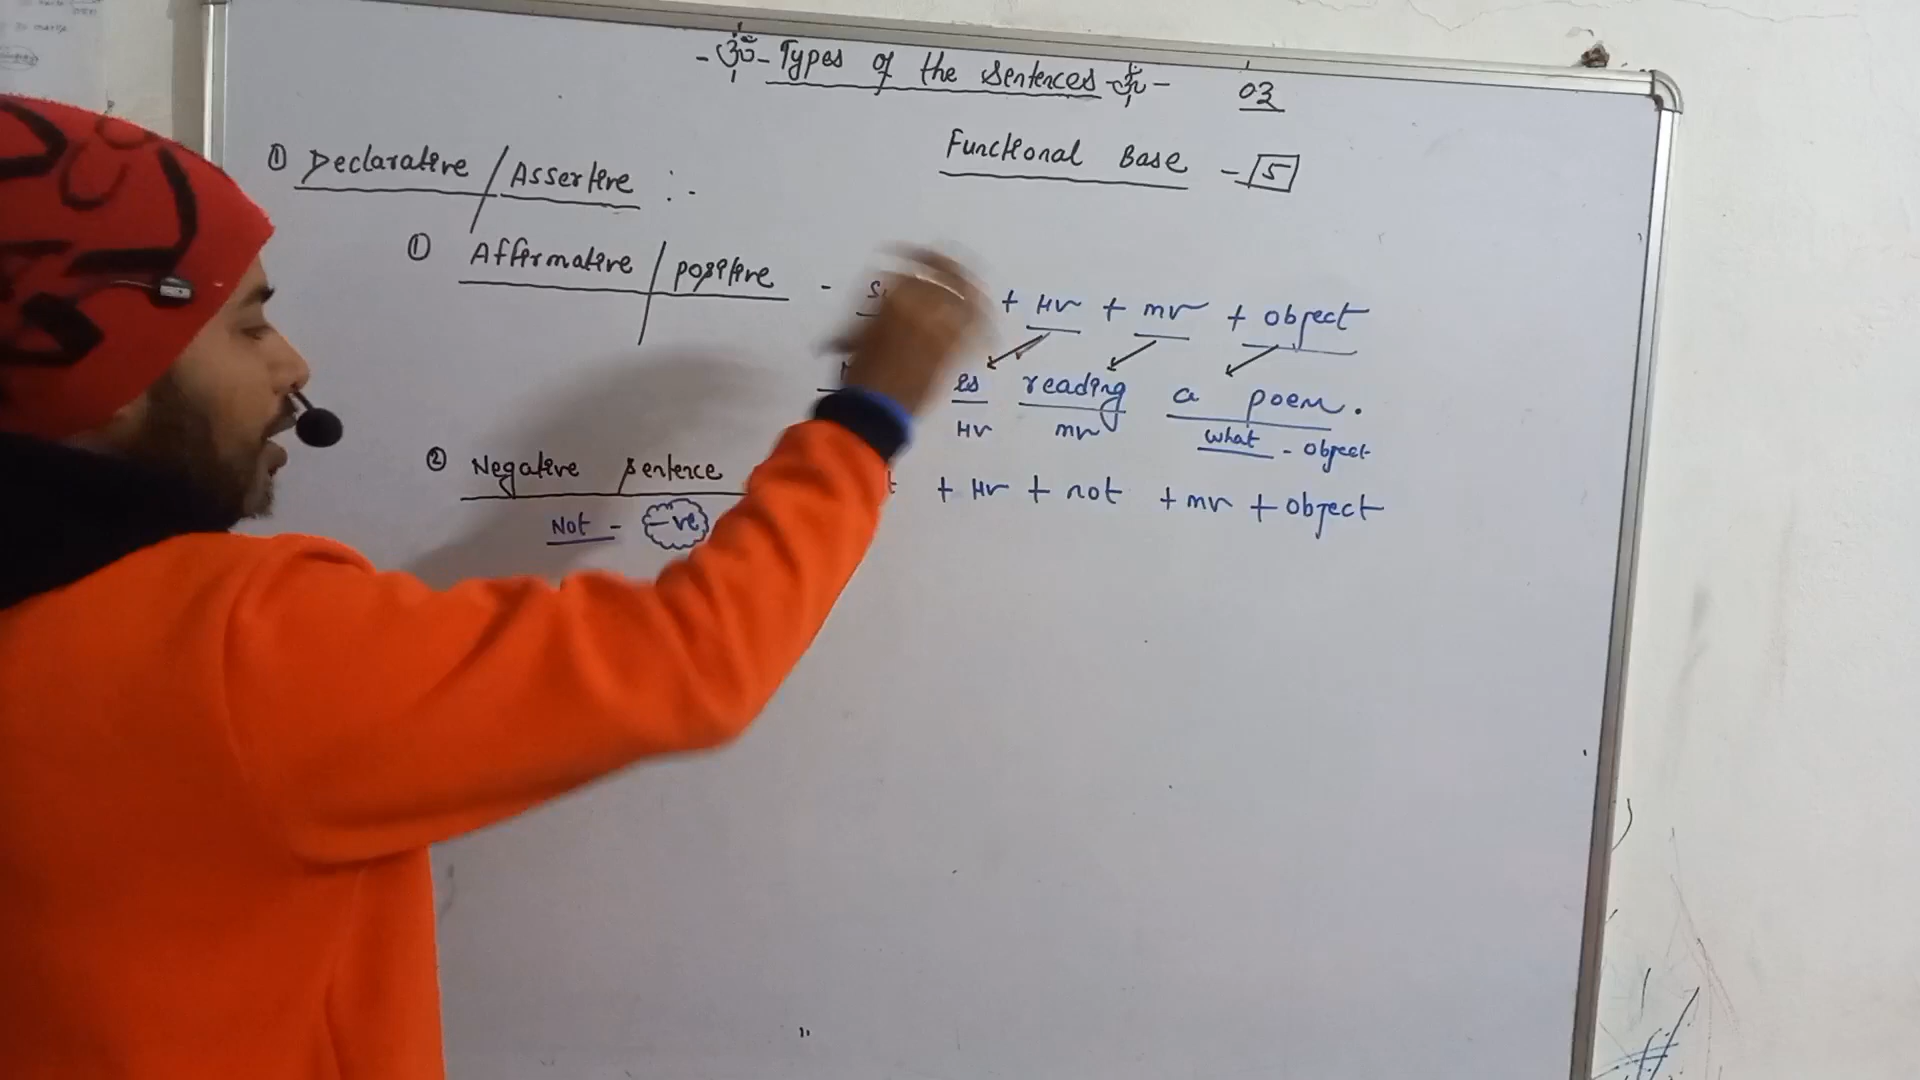 - ॐ - Types of the Sentences - ॐ - 03
Functional Base - 5
① Declarative / Assertive :-
① Affirmative / Positive - + Hv + mv + object
is reading a poem.
Hv mv what - object
② Negative sentence + Hv + not + mv + object
Not - -ve